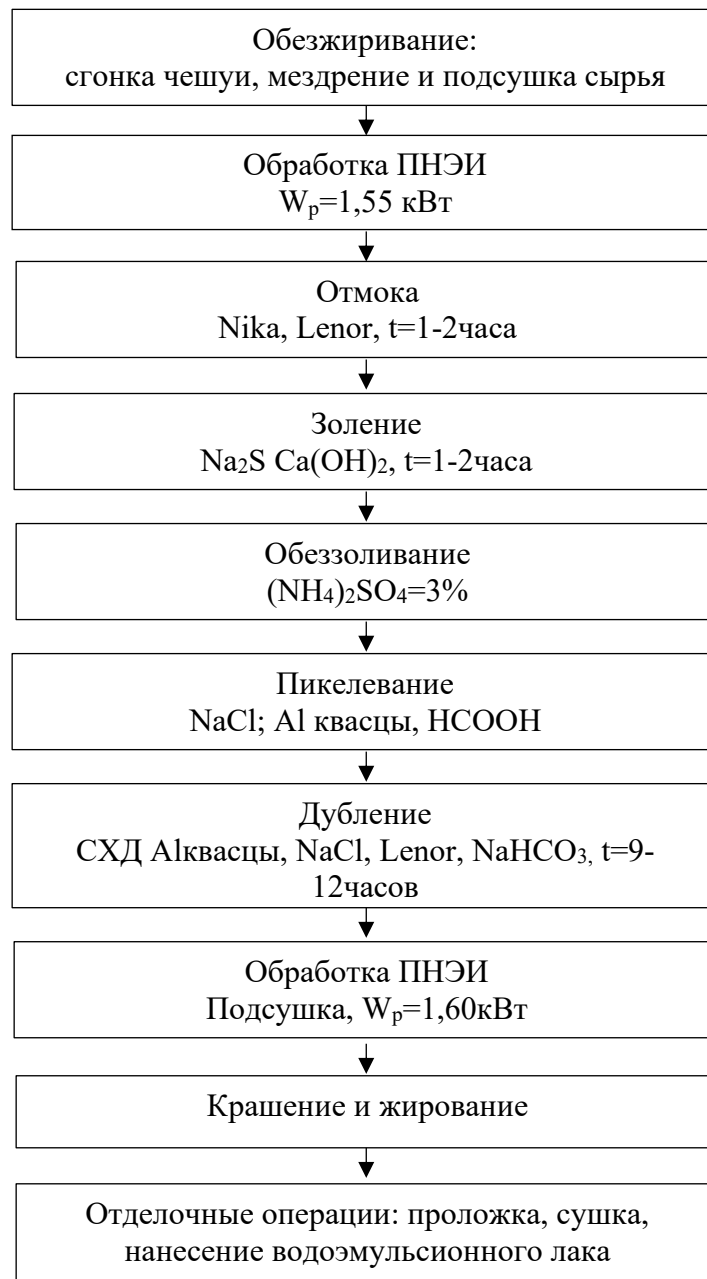 Обезжиривание:
сгонка чешуи, мездрение и подсушка сырья
Обработка ПНЭИ
Wр=1,55 кВт
Отмока
Nika, Lenor, t=1-2часа
Золение
Na₂S Ca(OH)₂, t=1-2часа
Обеззоливание
(NH₄)₂SO₄=3%
Пикелевание
NaCl; Al квасцы, HCOOH
Дубление
СХД Alквасцы, NaCl, Lenor, NaHCO₃, t=9-
12часов
Обработка ПНЭИ
Подсушка, Wр=1,60кВт
Крашение и жирование
Отделочные операции: проложка, сушка,
нанесение водоэмульсионного лака